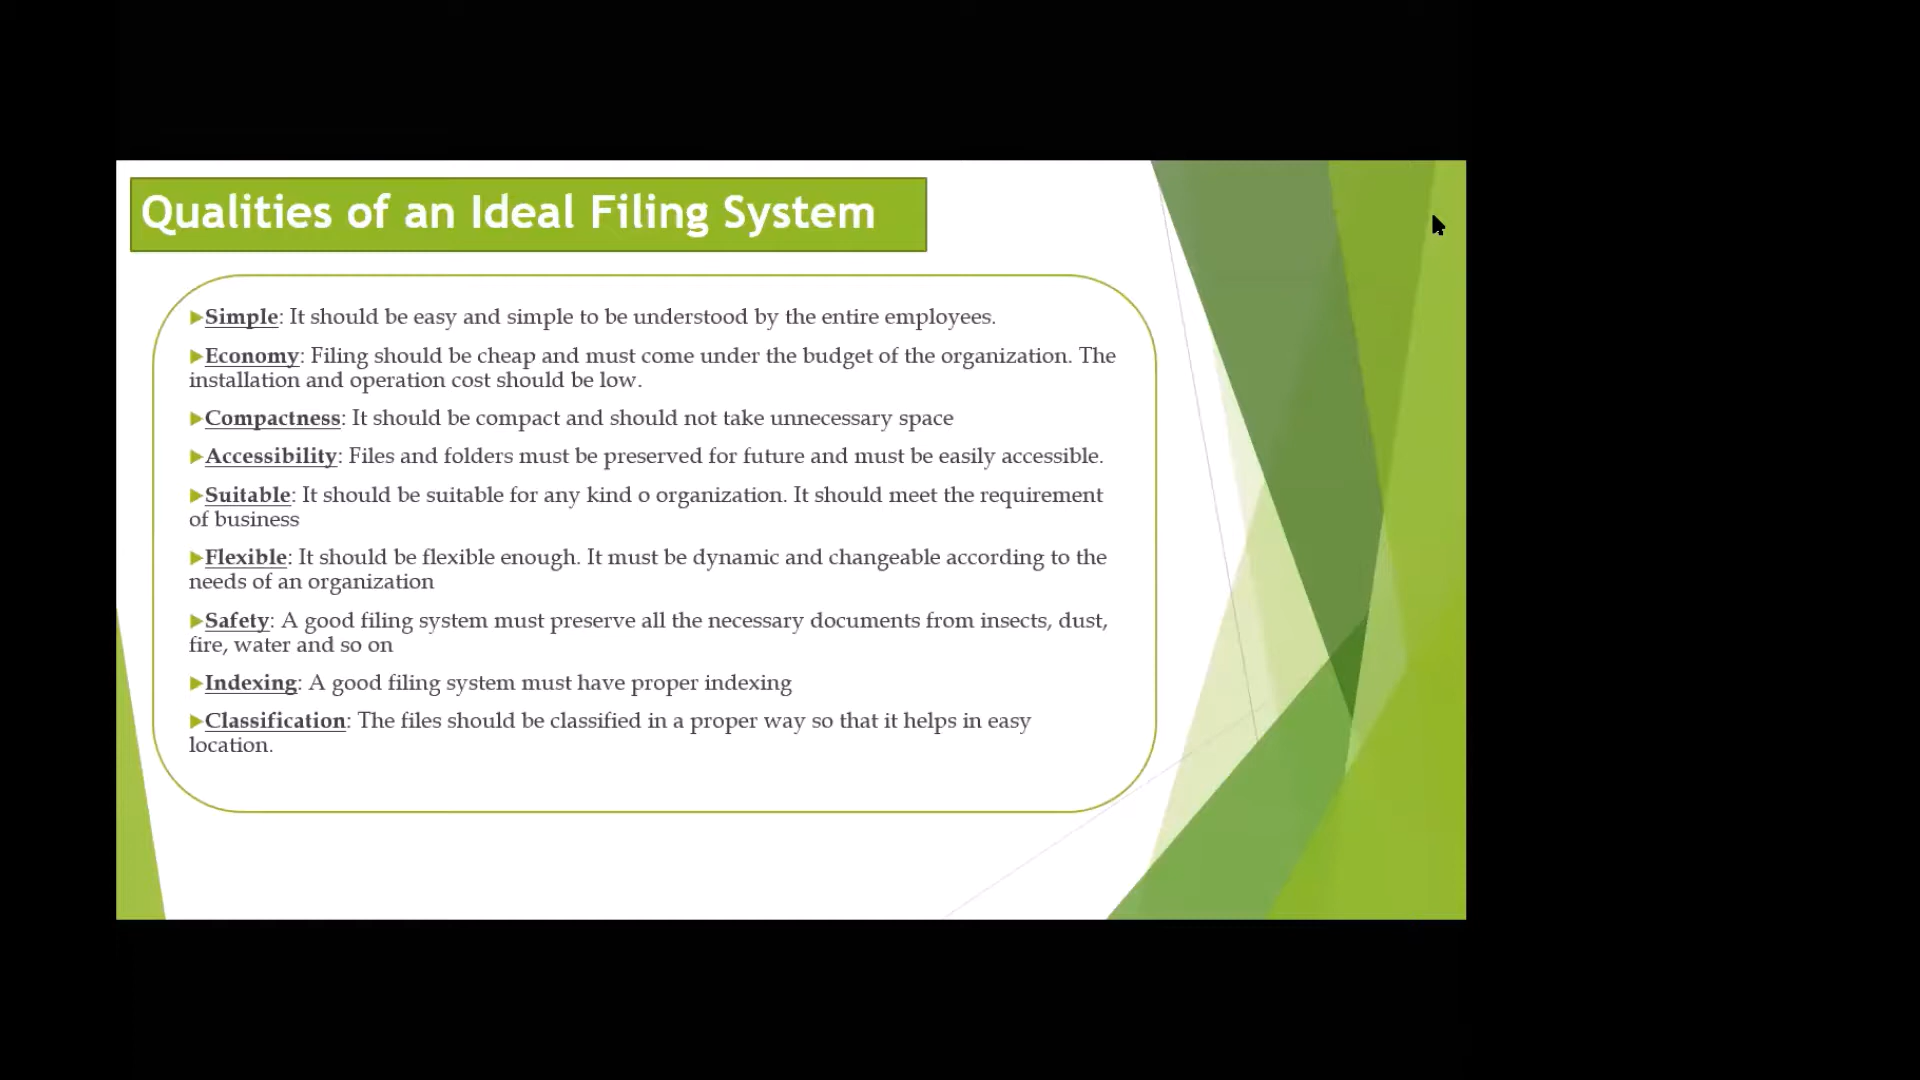 Qualities of an Ideal Filing System
▶Simple: It should be easy and simple to be understood by the entire employees.
▶Economy: Filing should be cheap and must come under the budget of the organization. The
installation and operation cost should be low.
▶Compactness: It should be compact and should not take unnecessary space
▶Accessibility: Files and folders must be preserved for future and must be easily accessible.
▶Suitable: It should be suitable for any kind o organization. It should meet the requirement
of business
▶Flexible: It should be flexible enough. It must be dynamic and changeable according to the
needs of an organization
▶Safety: A good filing system must preserve all the necessary documents from insects, dust,
fire, water and so on
▶Indexing: A good filing system must have proper indexing
▶Classification: The files should be classified in a proper way so that it helps in easy
location.